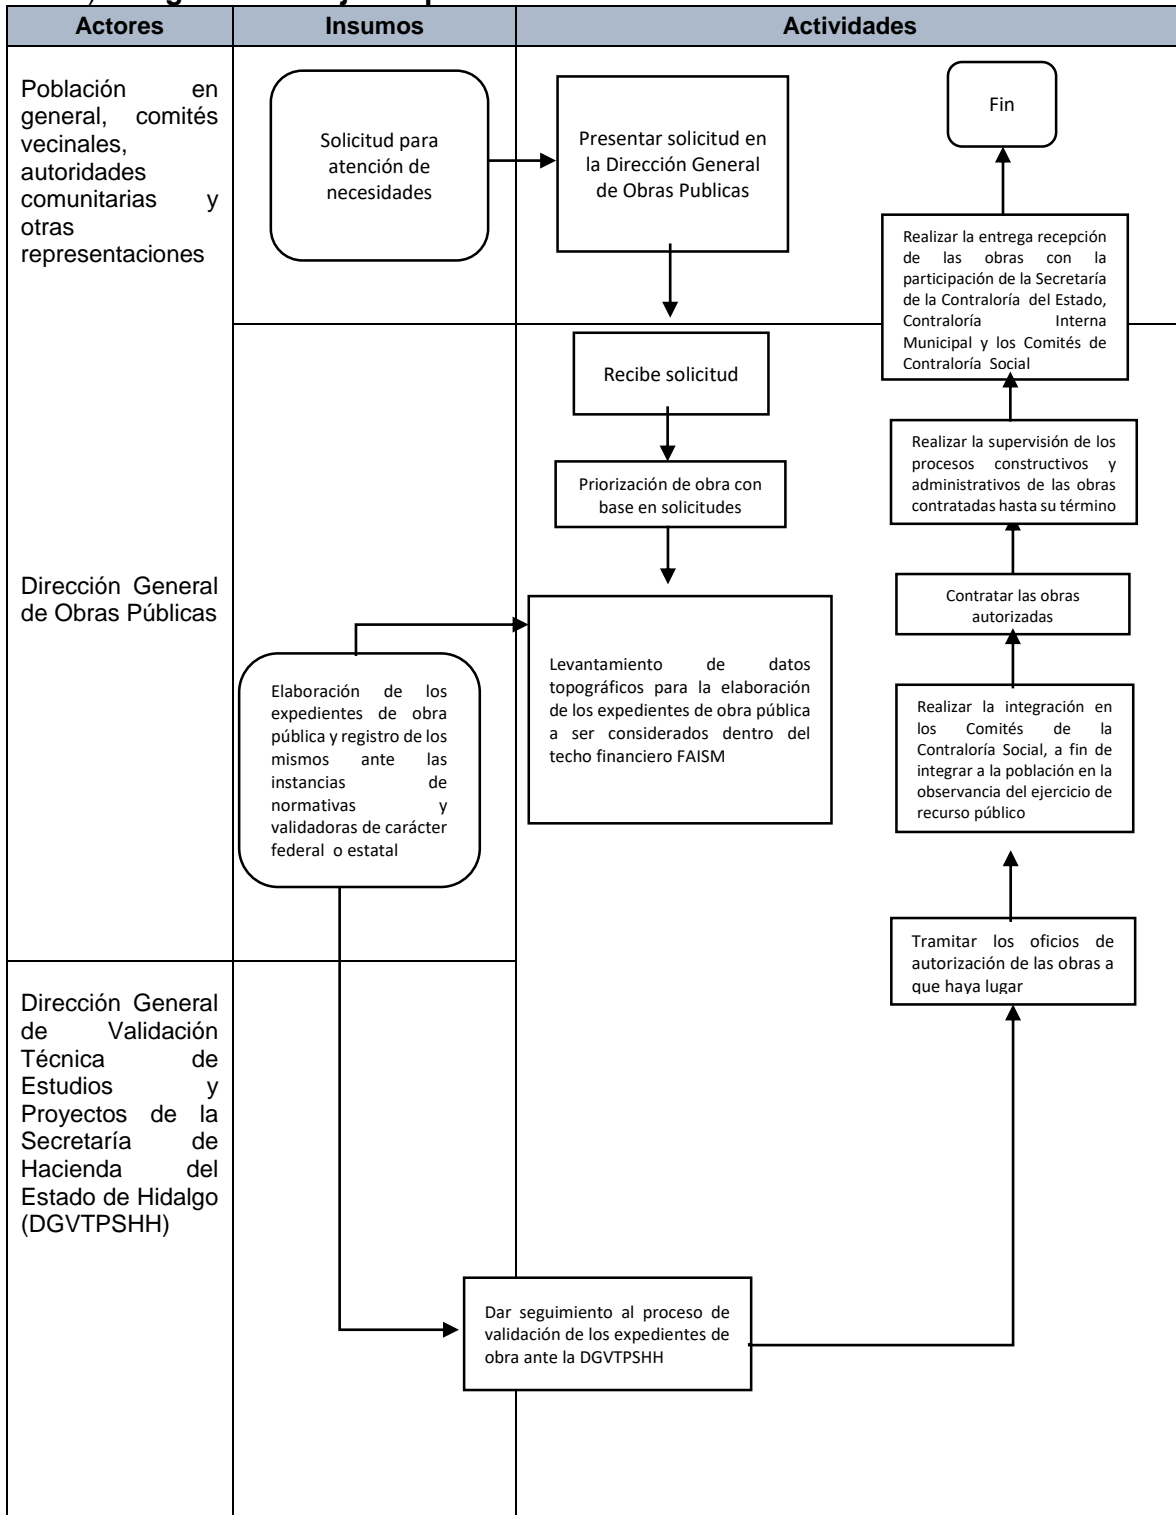 Actores
Insumos
Actividades
Población en
general, comités
vecinales,
autoridades
comunitarias y
otras
representaciones
Solicitud para
atención de
necesidades
Presentar solicitud en
la Dirección General
de Obras Publicas
Fin
Realizar la entrega recepción
de las obras con la
participación de la Secretaría
de la Contraloría del Estado,
Contraloría Interna
Municipal y los Comités de
Contraloría Social
Dirección General
de Obras Públicas
Recibe solicitud
Priorización de obra con
base en solicitudes
Realizar la supervisión de los
procesos constructivos y
administrativos de las obras
contratadas hasta su término
Contratar las obras
autorizadas
Elaboración de los
expedientes de obra
pública y registro de los
mismos ante las
instancias de
normativas y
validadoras de carácter
federal o estatal
Levantamiento de datos
topográficos para la elaboración
de los expedientes de obra pública
a ser considerados dentro del
techo financiero FAISM
Realizar la integración en
los Comités de la
Contraloría Social, a fin de
integrar a la población en la
observancia del ejercicio de
recurso público
Tramitar los oficios de
autorización de las obras a
que haya lugar
Dirección General
de Validación
Técnica de
Estudios y
Proyectos de la
Secretaría de
Hacienda del
Estado de Hidalgo
(DGVTPSHH)
Dar seguimiento al proceso de
validación de los expedientes de
obra ante la DGVTPSHH